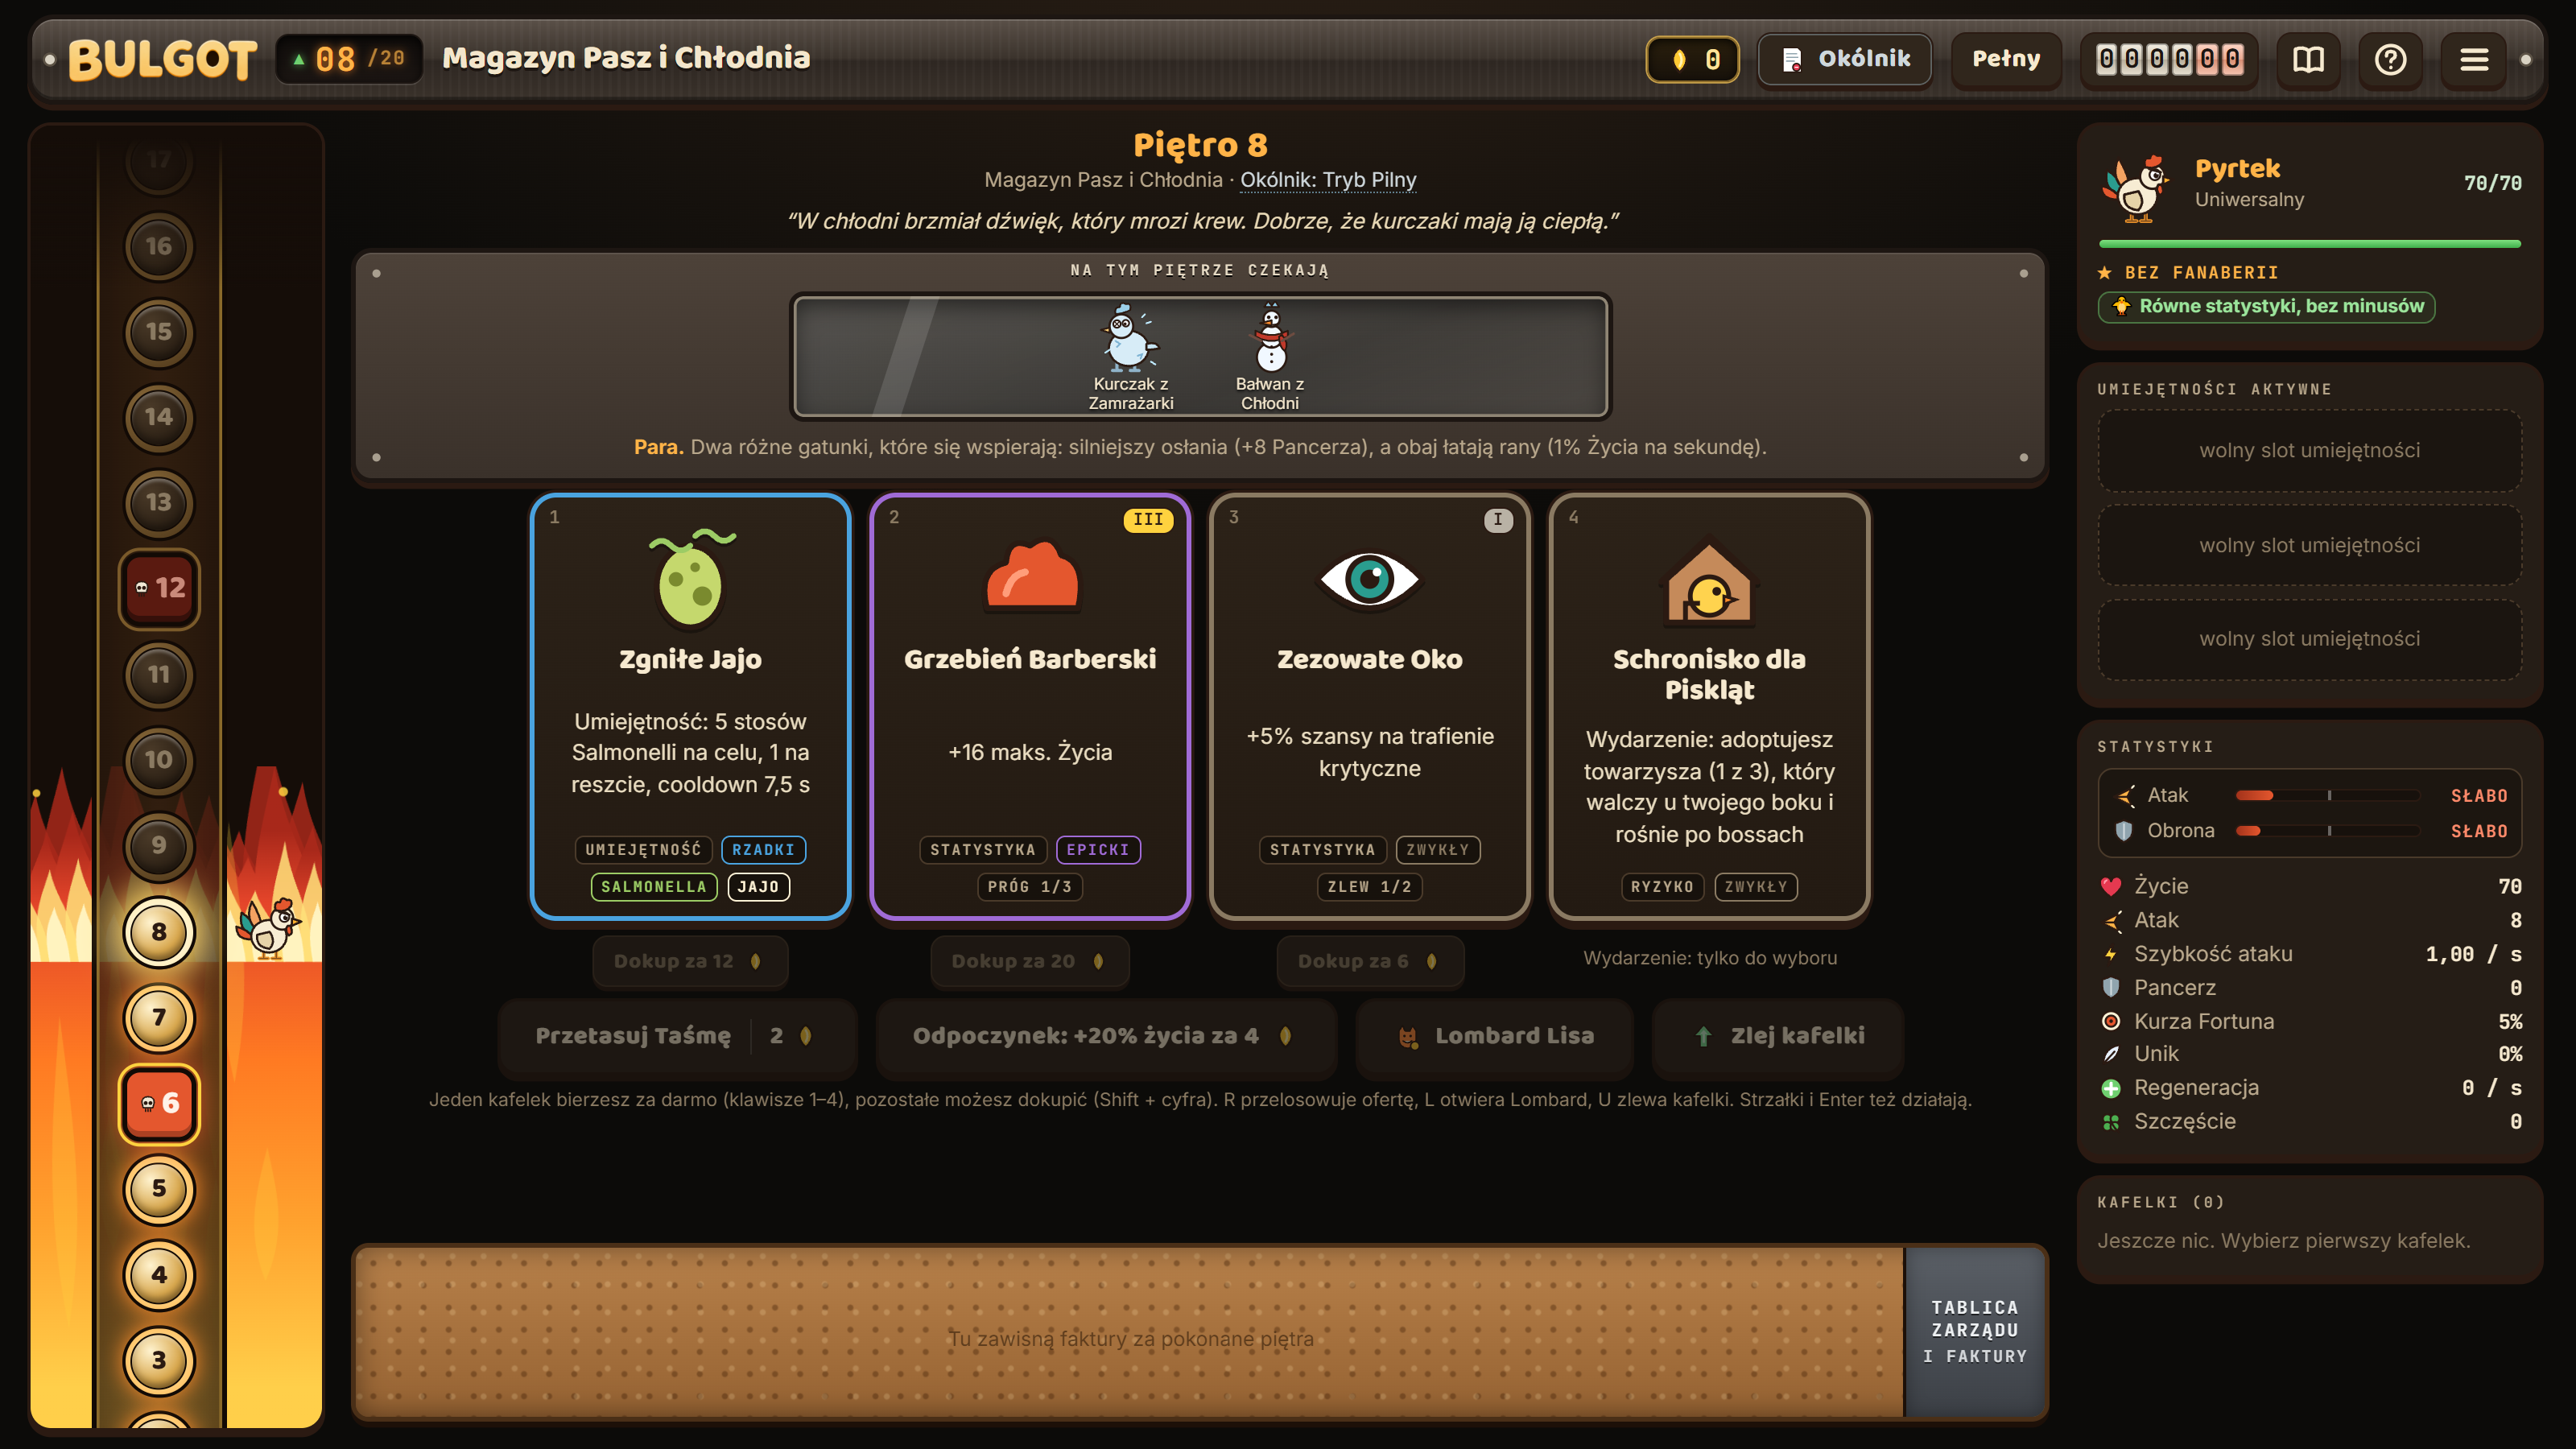 BULGOT
▲ 08 /20
Magazyn Pasz i Chłodnia
0
Okólnik
Pełny
000000
17
16
15
14
13
12
11
10
9
8
7
6
5
4
3
Piętro 8
Magazyn Pasz i Chłodnia · Okólnik: Tryb Pilny
“W chłodni brzmiał dźwięk, który mrozi krew. Dobrze, że kurczaki mają ją ciepłą.”
NA TYM PIĘTRZE CZEKAJĄ
Kurczak z
Zamrażarki
Bałwan z
Chłodni
Para. Dwa różne gatunki, które się wspierają: silniejszy osłania (+8 Pancerza), a obaj łatają rany (1% Życia na sekundę).
1
Zgniłe Jajo
Umiejętność: 5 stosów
Salmonelli na celu, 1 na
reszcie, cooldown 7,5 s
UMIEJĘTNOŚĆ RZADKI
SALMONELLA JAJO
Dokup za 12
2
III
Grzebień Barberski
+16 maks. Życia
STATYSTYKA EPICKI
PRÓG 1/3
Dokup za 20
3
I
Zezowate Oko
+5% szansy na trafienie
krytyczne
STATYSTYKA ZWYKŁY
ZLEW 1/2
Dokup za 6
4
Schronisko dla
Piskląt
Wydarzenie: adoptujesz
towarzysza (1 z 3), który
walczy u twojego boku i
rośnie po bossach
RYZYKO ZWYKŁY
Wydarzenie: tylko do wyboru
Przetasuj Taśmę 2
Odpoczynek: +20% życia za 4
Lombard Lisa
Zlej kafelki
Jeden kafelek bierzesz za darmo (klawisze 1–4), pozostałe możesz dokupić (Shift + cyfra). R przelosowuje ofertę, L otwiera Lombard, U zlewa kafelki. Strzałki i Enter też działają.
Tu zawisną faktury za pokonane piętra
TABLICA
ZARZĄDU
I FAKTURY
Pyrtek
Uniwersalny
70/70
★ BEZ FANABERII
Równe statystyki, bez minusów
UMIEJĘTNOŚCI AKTYWNE
wolny slot umiejętności
wolny slot umiejętności
wolny slot umiejętności
STATYSTYKI
Atak SŁABO
Obrona SŁABO
Życie 70
Atak 8
Szybkość ataku 1,00 / s
Pancerz 0
Kurza Fortuna 5%
Unik 0%
Regeneracja 0 / s
Szczęście 0
KAFELKI (0)
Jeszcze nic. Wybierz pierwszy kafelek.